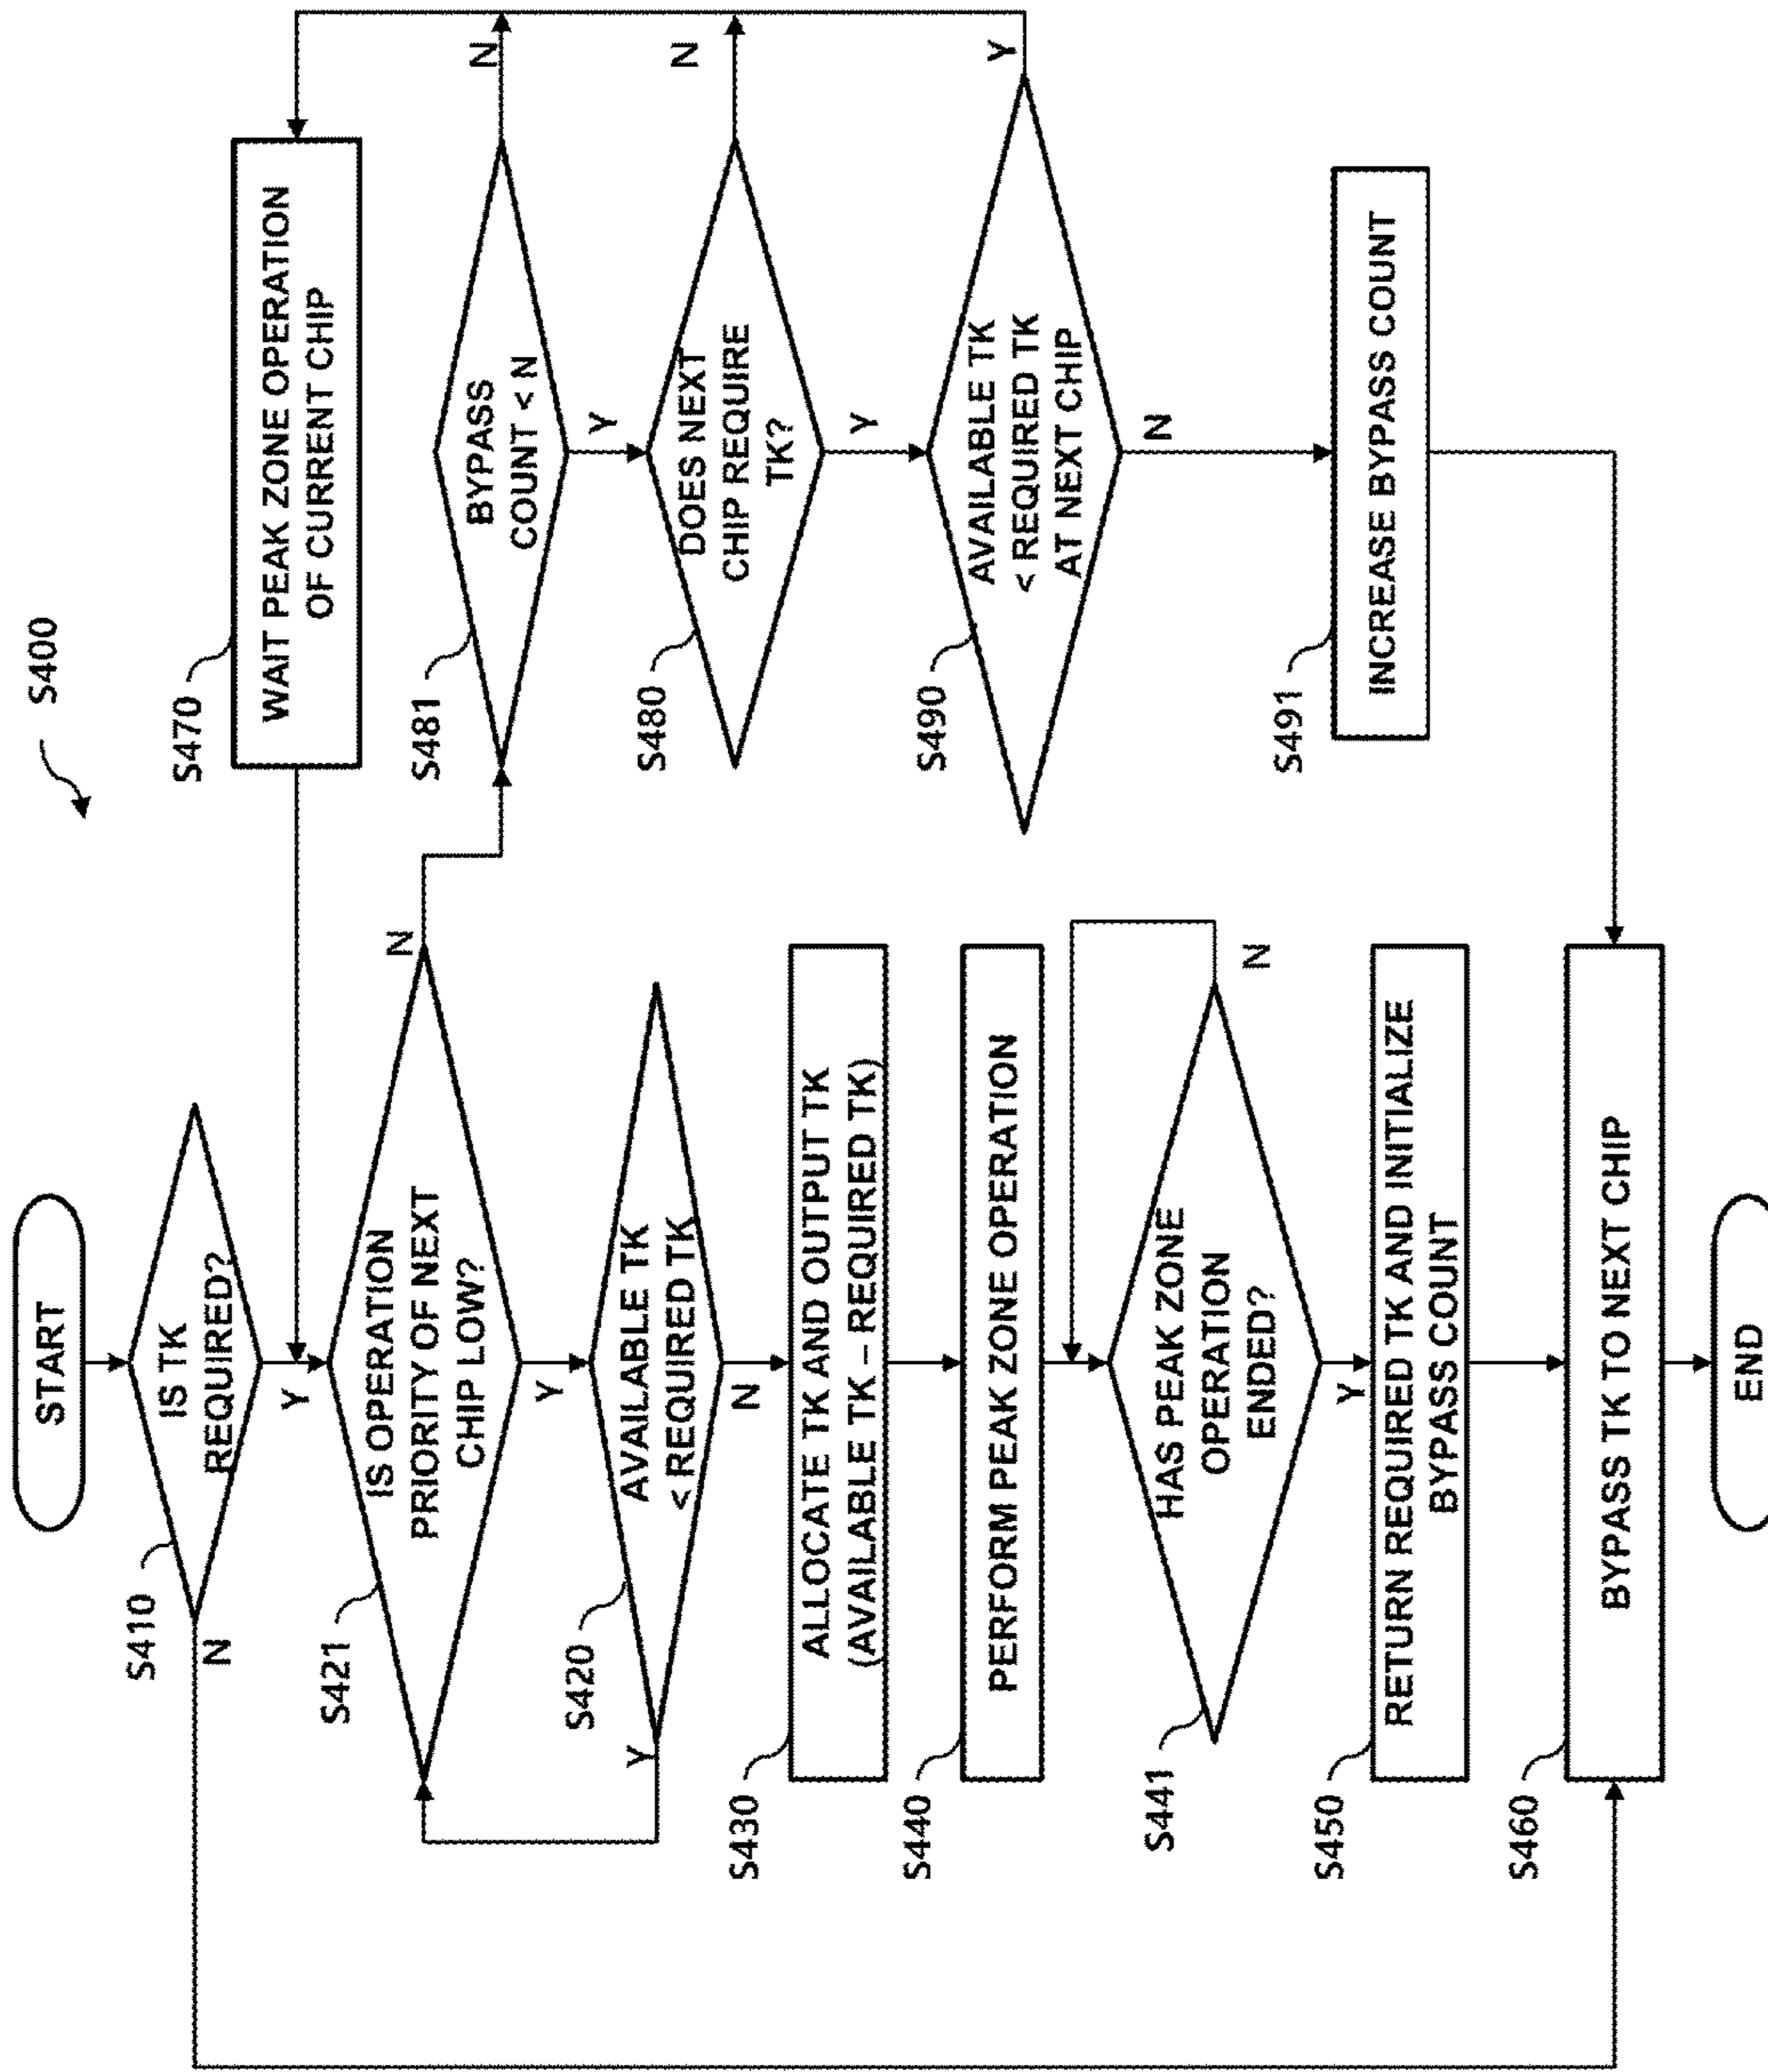 S400
START
S410
IS TK
REQUIRED?
N
Y
S421
IS OPERATION
PRIORITY OF NEXT
CHIP LOW?
N
Y
S420
AVAILABLE TK
< REQUIRED TK
Y
N
S430
ALLOCATE TK AND OUTPUT TK
(AVAILABLE TK – REQUIRED TK)
S440
PERFORM PEAK ZONE OPERATION
S441
HAS PEAK ZONE
OPERATION
ENDED?
N
Y
S450
RETURN REQUIRED TK AND INITIALIZE
BYPASS COUNT
S460
BYPASS TK TO NEXT CHIP
END
S470
WAIT PEAK ZONE OPERATION
OF CURRENT CHIP
S481
BYPASS
COUNT < N
N
Y
S480
DOES NEXT
CHIP REQUIRE
TK?
N
Y
S490
AVAILABLE TK
< REQUIRED TK
AT NEXT CHIP
Y
N
S491
INCREASE BYPASS COUNT